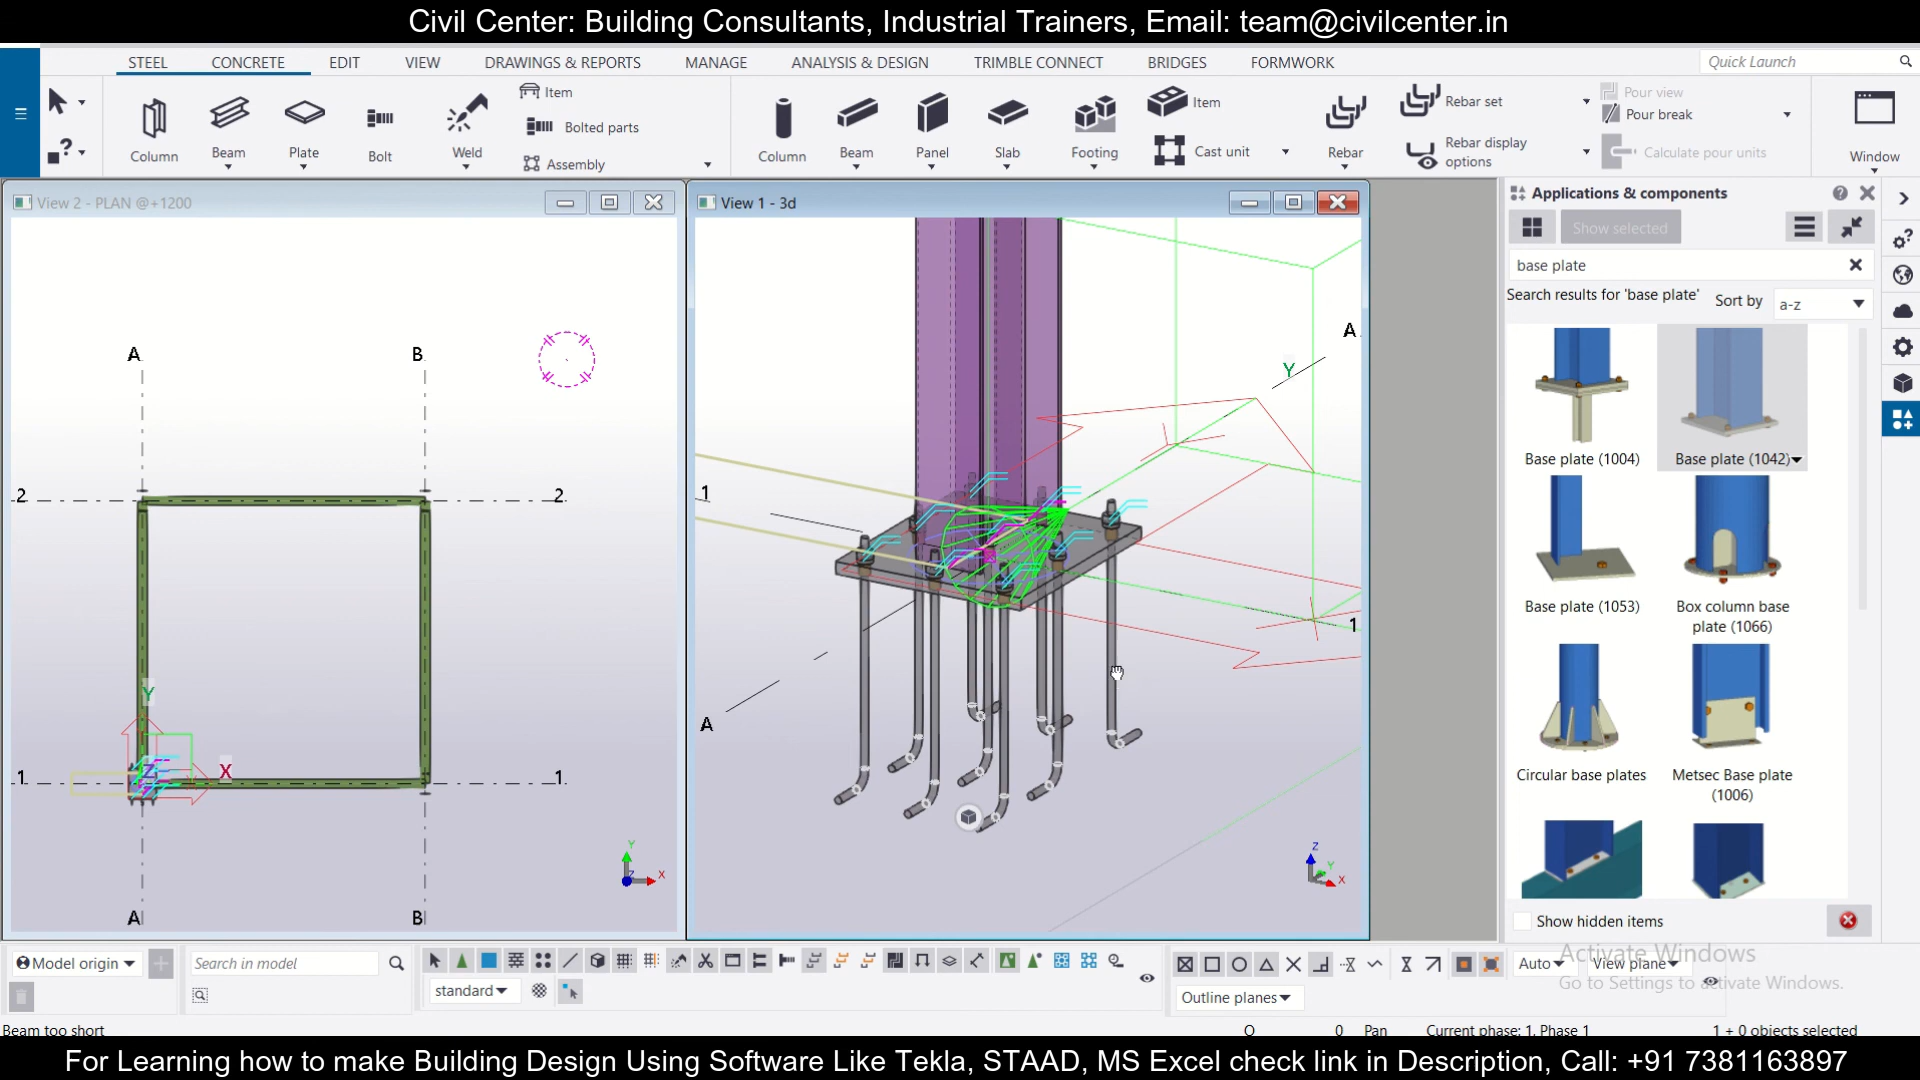 Civil Center: Building Consultants, Industrial Trainers, Email: team@civilcenter.in
STEEL CONCRETE EDIT VIEW DRAWINGS & REPORTS MANAGE ANALYSIS & DESIGN TRIMBLE CONNECT BRIDGES FORMWORK Quick Launch
Column Beam Plate Bolt Weld Item Bolted parts Assembly
Column Beam Panel Slab Footing Item Cast unit
Rebar Rebar set Rebar display options
Pour view
Pour break
Calculate pour units
Window
View 2 - PLAN @+1200
A B
2 2
Y
Z X
1 1
A B
Y
Z X
View 1 - 3d
A
Y
1
1
A
Z
Y
X
Applications & components
Show selected
base plate
Search results for 'base plate' Sort by a-z
Base plate (1004) Base plate (1042)
Base plate (1053) Box column base plate (1066)
Circular base plates Metsec Base plate (1006)
Show hidden items
Model origin Search in model
standard
Auto View plane
Outline planes
Activate Windows
Go to Settings to activate Windows.
Beam too short O 0 Pan Current phase: 1, Phase 1 1 + 0 objects selected
For Learning how to make Building Design Using Software Like Tekla, STAAD, MS Excel check link in Description, Call: +91 7381163897